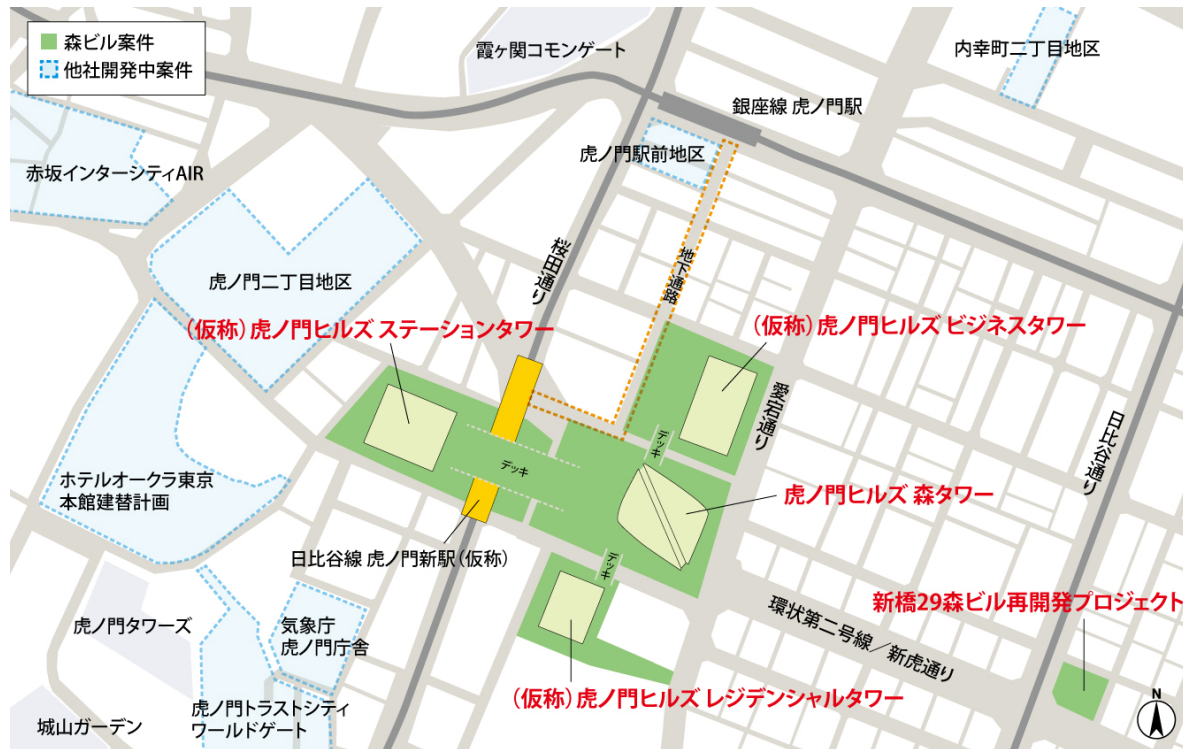 森ビル案件
他社開発中案件
霞ヶ関コモンゲート
内幸町二丁目地区
銀座線 虎ノ門駅
虎ノ門駅前地区
赤坂インターシティAIR
桜田通り
地下通路
虎ノ門二丁目地区
(仮称)虎ノ門ヒルズ ステーションタワー
(仮称)虎ノ門ヒルズ ビジネスタワー
愛宕通り
日比谷通り
デッキ
デッキ
ホテルオークラ東京
本館建替計画
虎ノ門ヒルズ 森タワー
日比谷線 虎ノ門新駅(仮称)
デッキ
新橋29森ビル再開発プロジェクト
環状第二号線/新虎通り
虎ノ門タワーズ
気象庁
虎ノ門庁舎
(仮称)虎ノ門ヒルズ レジデンシャルタワー
虎ノ門トラストシティ
ワールドゲート
城山ガーデン
N